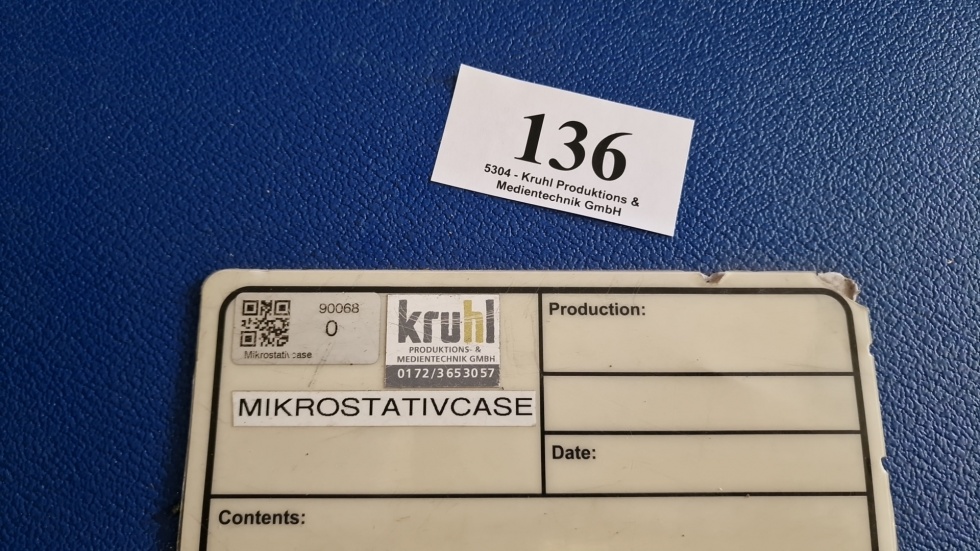 136
5304 - Kruhl Produktions &
Medientechnik GmbH
90068
0
Mikrostativcase
kruhl
PRODUKTIONS- &
MEDIENTECHNIK GMBH
0172/3653057
MIKROSTATIVCASE
Production:
Date:
Contents: